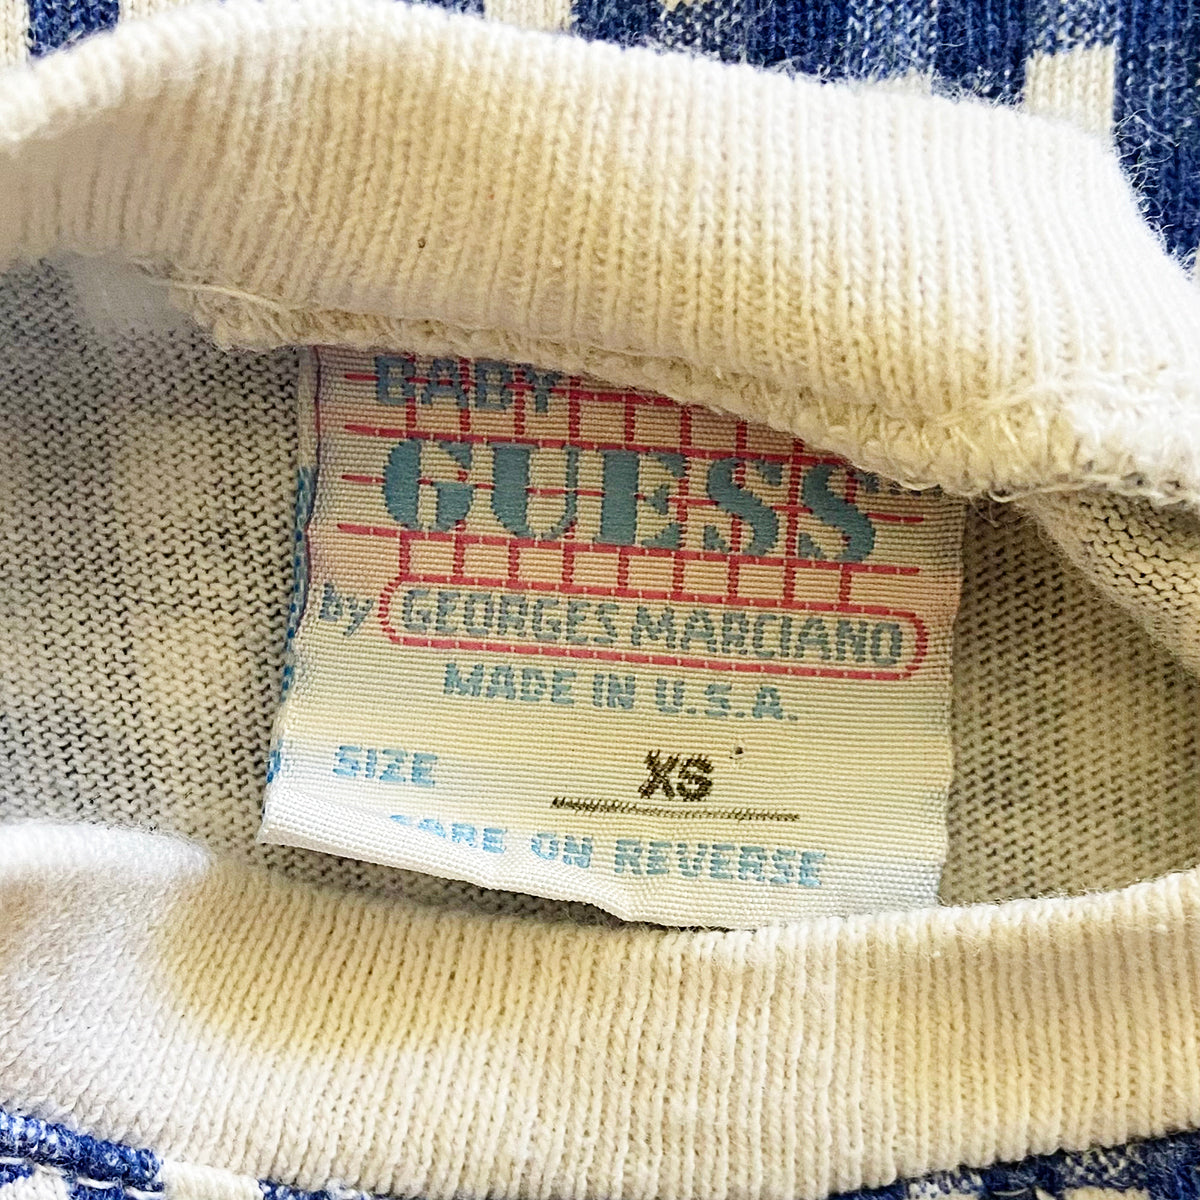 BABY
GUESS
by GEORGES MARCIANO
MADE IN U.S.A.
SIZE XS
CARE ON REVERSE